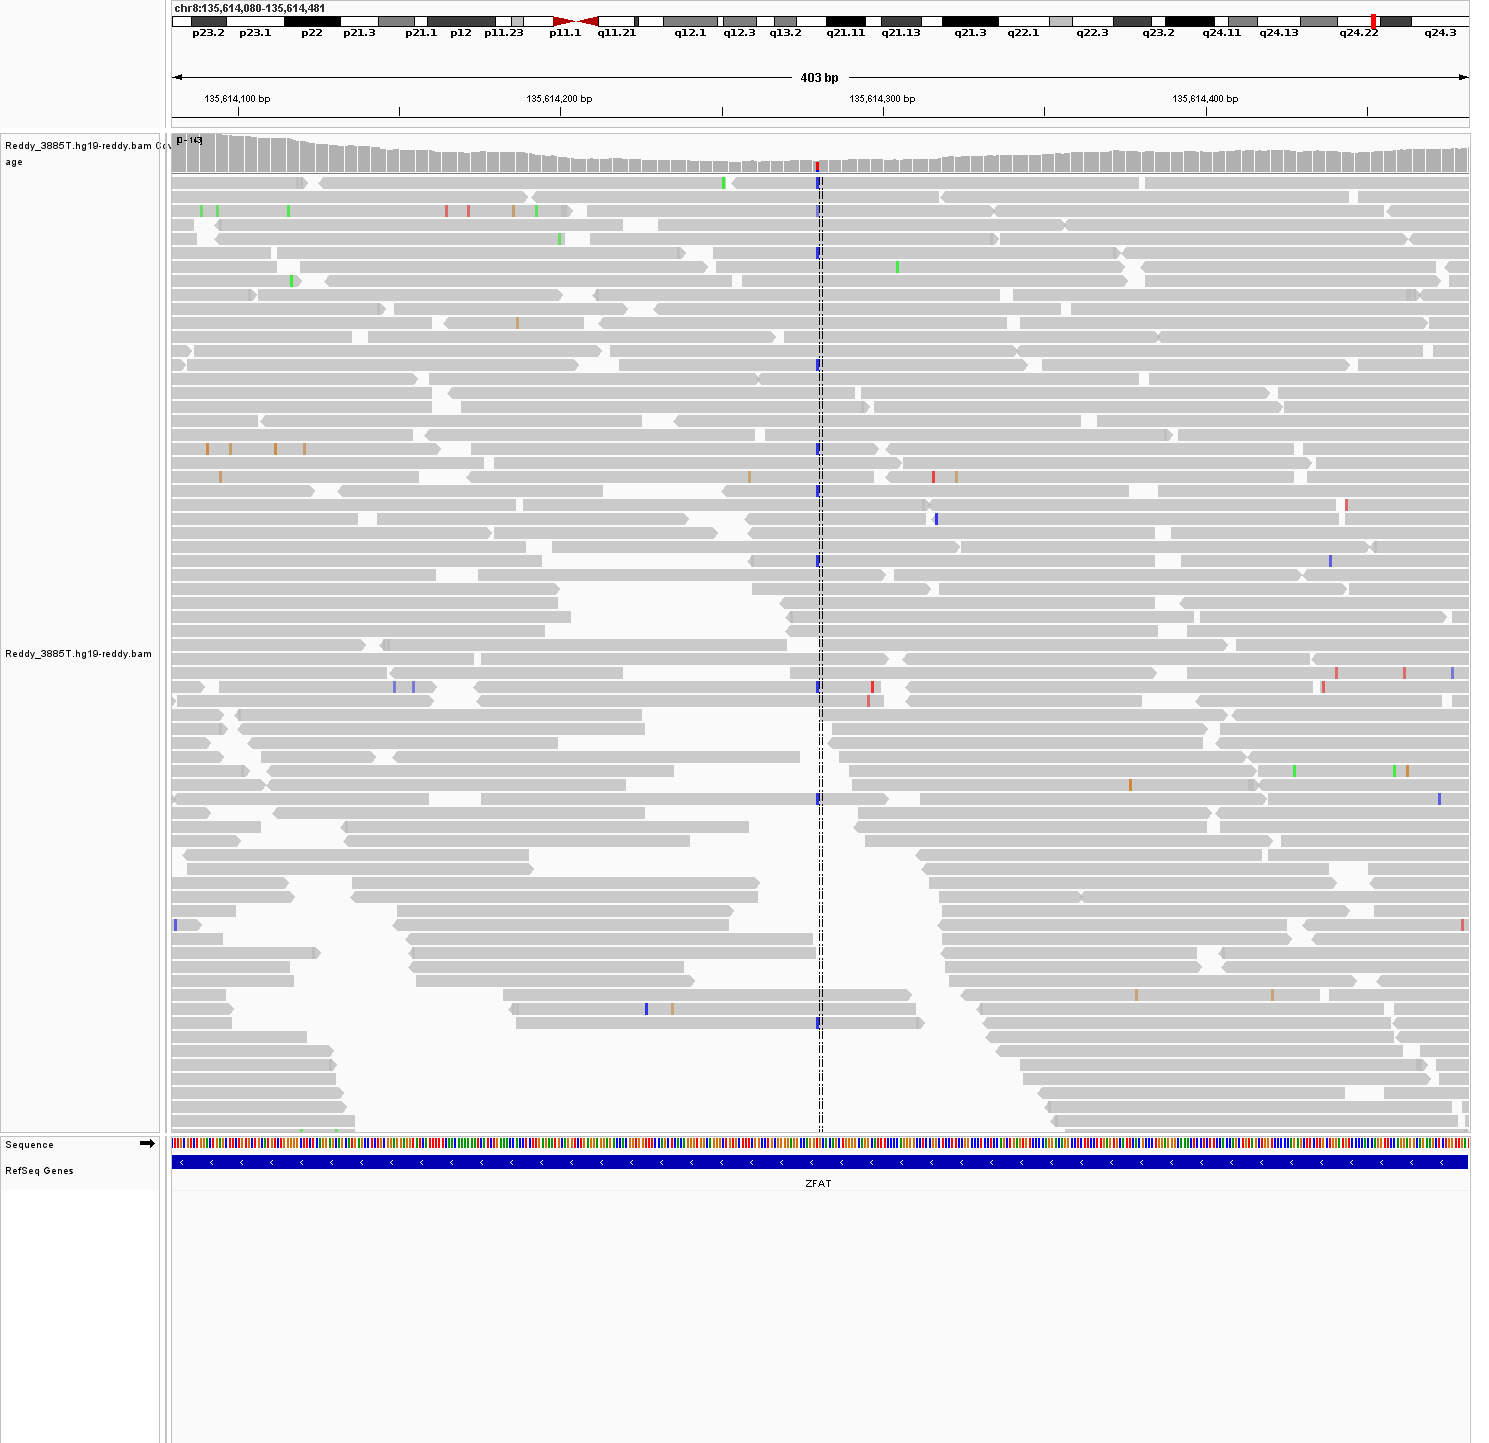 chr8:135,614,080-135,614,481
p23.2 p23.1 p22 p21.3 p21.1 p12 p11.23 p11.1 q11.21 q12.1 q12.3 q13.2 q21.11 q21.13 q21.3 q22.1 q22.3 q23.2 q24.11 q24.13 q24.22 q24.3
403 bp
135,614,100 bp 135,614,200 bp 135,614,300 bp 135,614,400 bp
Reddy_3885T.hg19-reddy.bam Cov
age
Reddy_3885T.hg19-reddy.bam
Sequence
RefSeq Genes
ZFAT